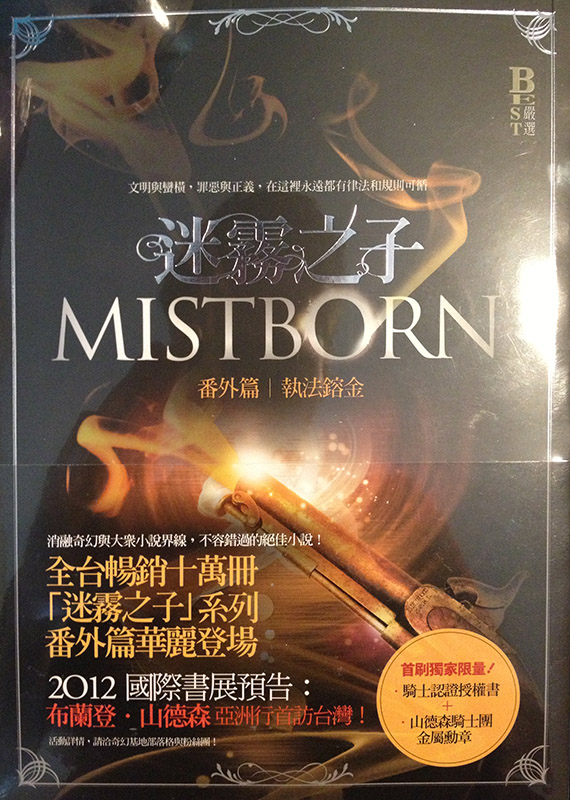 BEST嚴選
文明與蠻橫，罪惡與正義，在這裡永遠都有律法和規則可循
迷霧之子
MISTBORN
番外篇｜執法鎔金
消融奇幻與大眾小說界線，不容錯過的絕佳小說！
全台暢銷十萬冊
「迷霧之子」系列
番外篇華麗登場
2012 國際書展預告：
布蘭登．山德森 亞洲行首訪台灣！
活動詳情，請洽奇幻基地部落格與粉絲團！
首刷獨家限量！
．騎士認證授權書
+
．山德森騎士團
金屬勳章